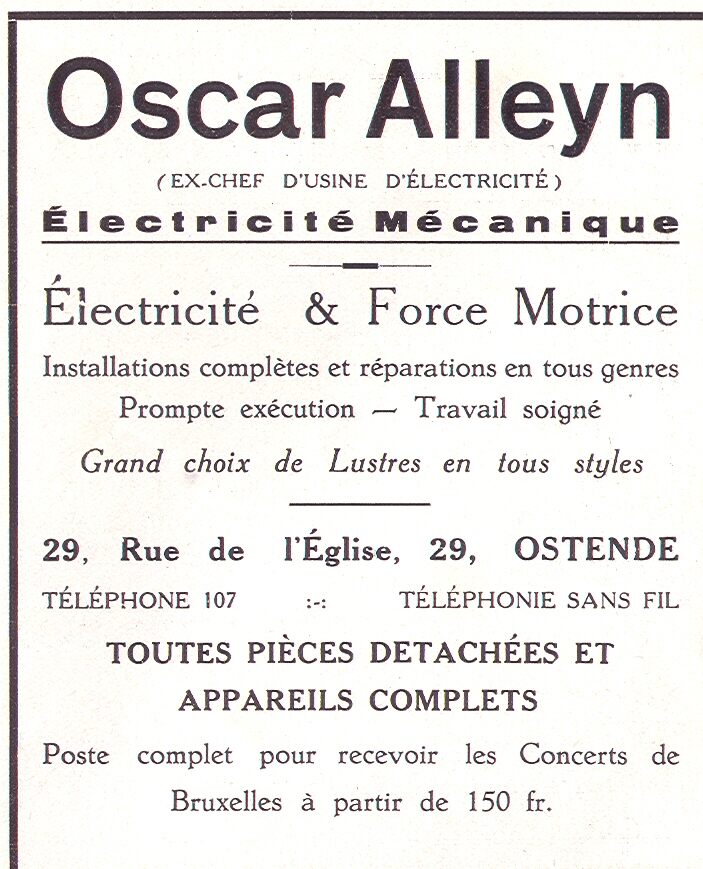 Oscar Alleyn
(EX-CHEF D'USINE D'ÉLECTRICITÉ)
Électricité Mécanique
Électricité & Force Motrice
Installations complètes et réparations en tous genres
Prompte exécution — Travail soigné
Grand choix de Lustres en tous styles
29, Rue de l'Église, 29, OSTENDE
TÉLÉPHONE 107 :-: TÉLÉPHONIE SANS FIL
TOUTES PIÈCES DETACHÉES ET
APPAREILS COMPLETS
Poste complet pour recevoir les Concerts de
Bruxelles à partir de 150 fr.